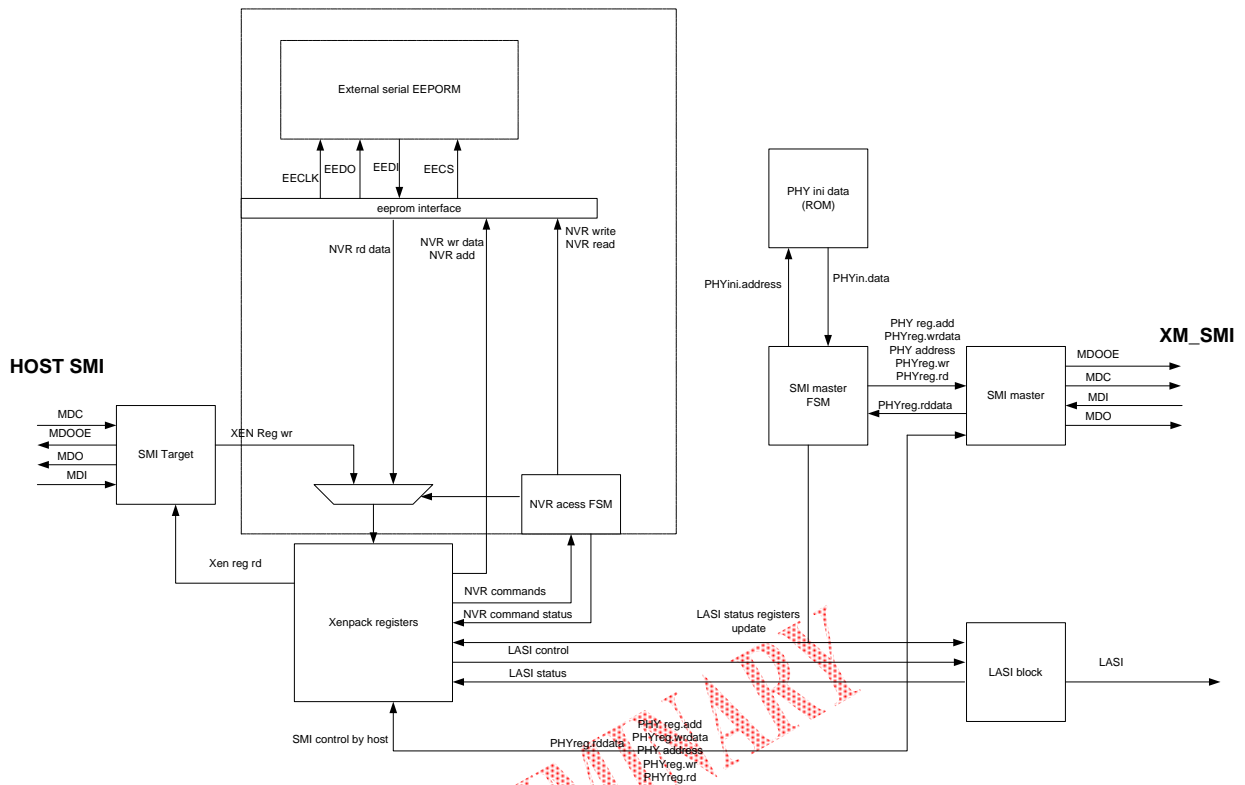 External serial EEPORM
EECLK
EEDO
EEDI
EECS
eeprom interface
NVR rd data
NVR wr data
NVR add
NVR write
NVR read
PHY ini data
(ROM)
PHYini.address
PHYin.data
HOST SMI
XM_SMI
MDC
MDOOE
MDO
MDI
SMI Target
XEN Reg wr
NVR acess FSM
SMI master
FSM
PHY reg.add
PHYreg.wrdata
PHY address
PHYreg.wr
PHYreg.rd
PHYreg.rddata
SMI master
MDOOE
MDC
MDI
MDO
Xen reg rd
Xenpack registers
NVR commands
NVR command status
LASI status registers
update
LASI control
LASI status
LASI block
LASI
SMI control by host
PHYreg.rddata
PHY reg.add
PHYreg.wrdata
PHY address
PHYreg.wr
PHYreg.rd